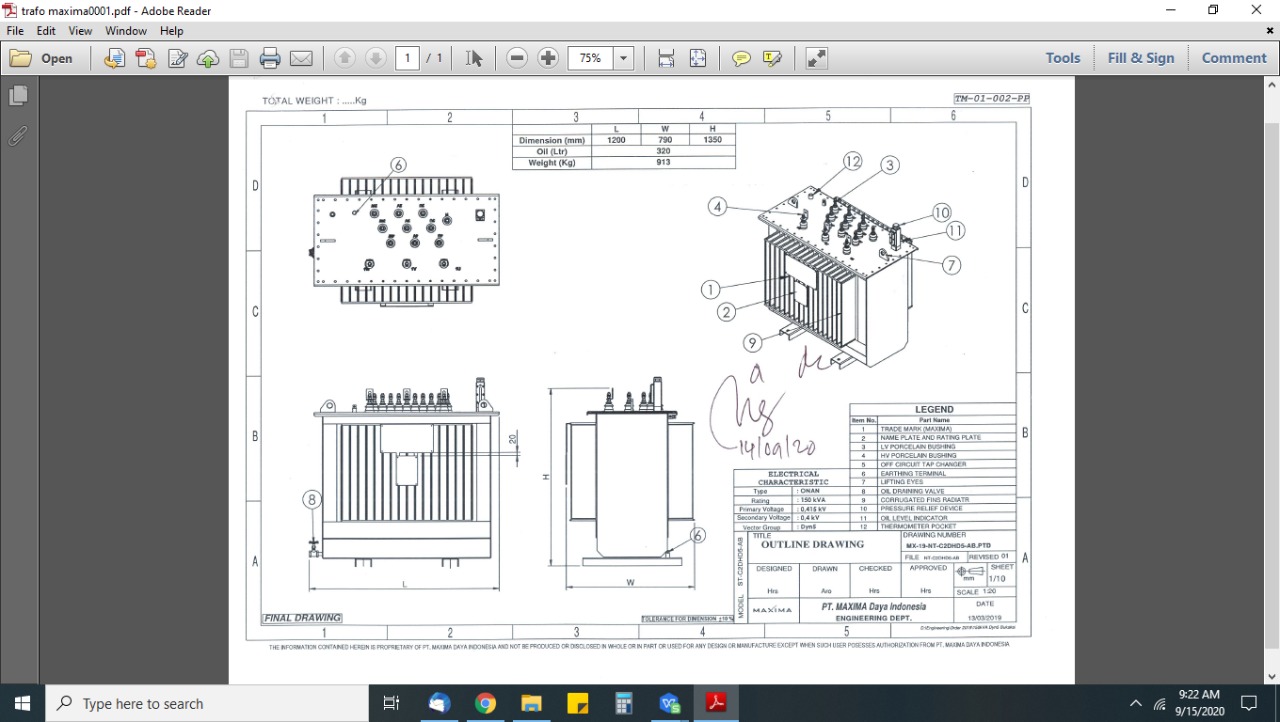 trafo maxima0001.pdf - Adobe Reader
File Edit View Window Help
Open 1 / 1 75% Tools Fill & Sign Comment
TOTAL WEIGHT : .....Kg
TM-01-002-PP
1 2 3 4 5 6
L W H
Dimension (mm) 1200 790 1350
Oil (Ltr) 320
Weight (Kg) 913
D
C
B
A
6
12
3
4
10
11
7
1
2
9
D
C
B
A
14/09/20
20
H
8
6
L
W
LEGEND
Item No. Part Name
1 TRADE MARK (MAXIMA)
2 NAME PLATE AND RATING PLATE
3 LV PORCELAIN BUSHING
4 HV PORCELAIN BUSHING
5 OFF CIRCUIT TAP CHANGER
6 EARTHING TERMINAL
7 LIFTING EYES
8 OIL DRAINING VALVE
9 CORRUGATED FINS RADIATR
10 PRESSURE RELIEF DEVICE
11 OIL LEVEL INDICATOR
12 THERMOMETER POCKET
ELECTRICAL
CHARACTERISTIC
Type : ONAN
Rating : 150 kVA
Primary Voltage : 0,415 kV
Secondary Voltage : 0,4 kV
Vector Group : Dyn5
MODEL ST-C2DHD5-AB
TITLE
OUTLINE DRAWING
DRAWING NUMBER
MX-19-NT-C2DHD5-AB.PTD
FILE NT-C2DHD5-AB REVISED 01
DESIGNED DRAWN CHECKED APPROVED
Hrs Aro Hrs Hrs
mm
SHEET
1/10
SCALE 1:20
MAXIMA
PT. MAXIMA Daya Indonesia
ENGINEERING DEPT.
DATE
13/03/2019
FINAL DRAWING
TOLERANCE FOR DIMENSION ±10%
1 2 3 4 5
THE INFORMATION CONTAINED HEREIN IS PROPRIETARY OF PT. MAXIMA DAYA INDONESIA AND NOT BE PRODUCED OR DISCLOSED IN WHOLE OR IN PART OR USED FOR ANY DESIGN OR MANUFACTURE EXCEPT WHEN SUCH USER POSESSES AUTHORIZATION FROM PT. MAXIMA DAYA INDONESIA
Type here to search
9:22 AM
9/15/2020